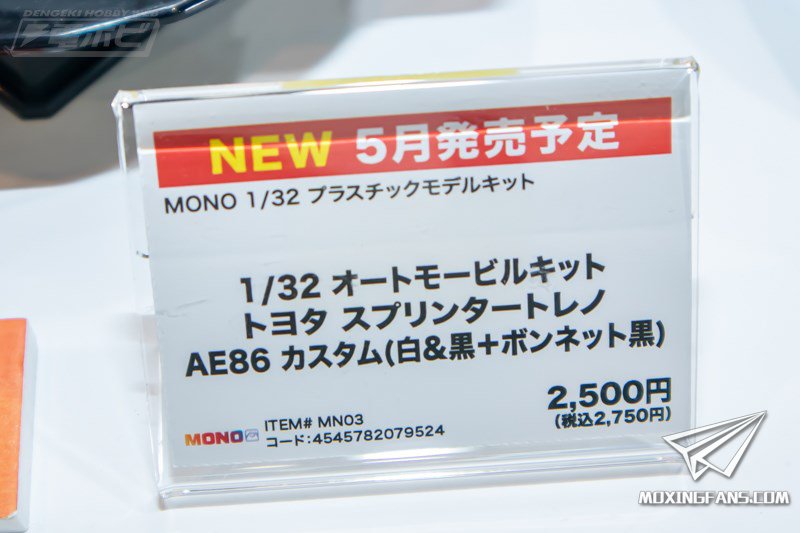 DENGEKI HOBBY WEB
電ホビ
NEW 5月発売予定
MONO 1/32 プラスチックモデルキット
1/32 オートモービルキット
トヨタ スプリンタートレノ
AE86 カスタム(白&黒+ボンネット黒)
2,500円
(税込2,750円)
MONO ITEM# MN03
コード:4545782079524
MOXINGFANS.COM